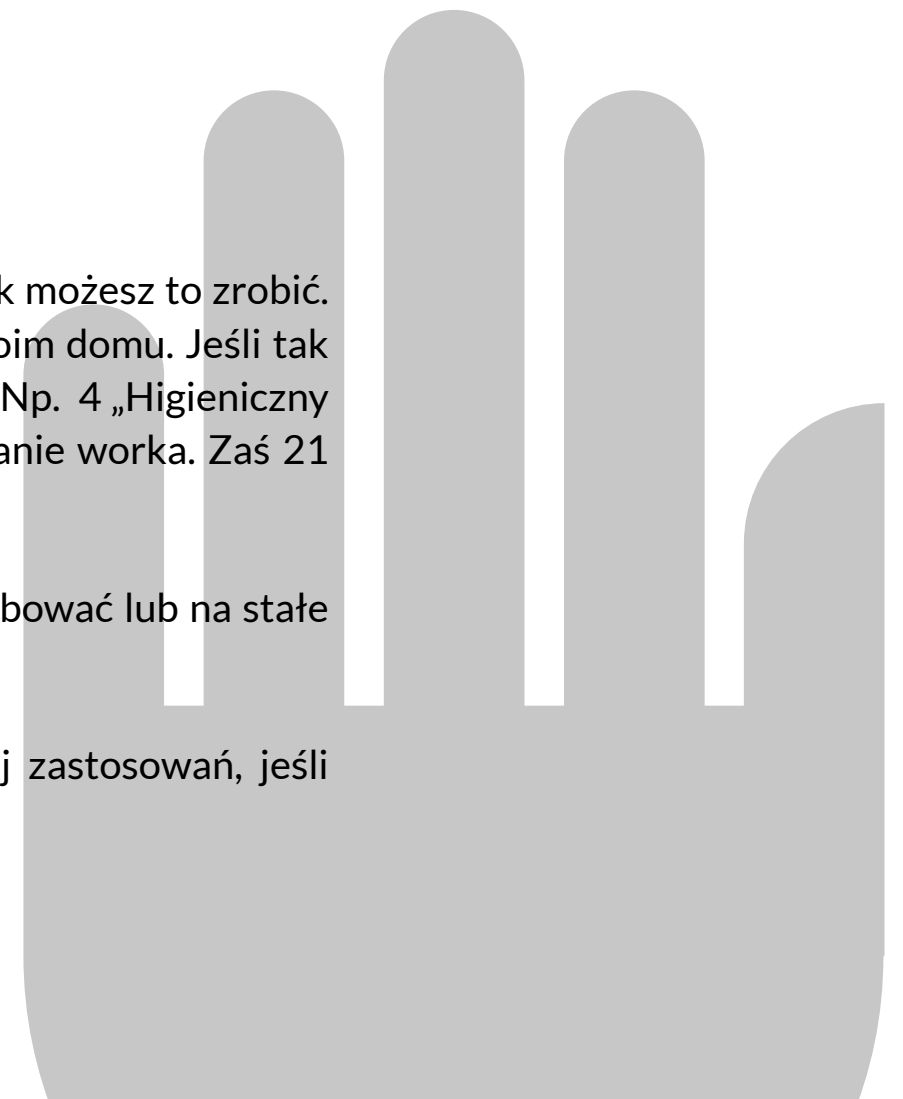 k możesz to zrobić.
oim domu. Jeśli tak
Np. 4 „Higieniczny
anie worka. Zaś 21
bować lub na stałe
j zastosowań, jeśli